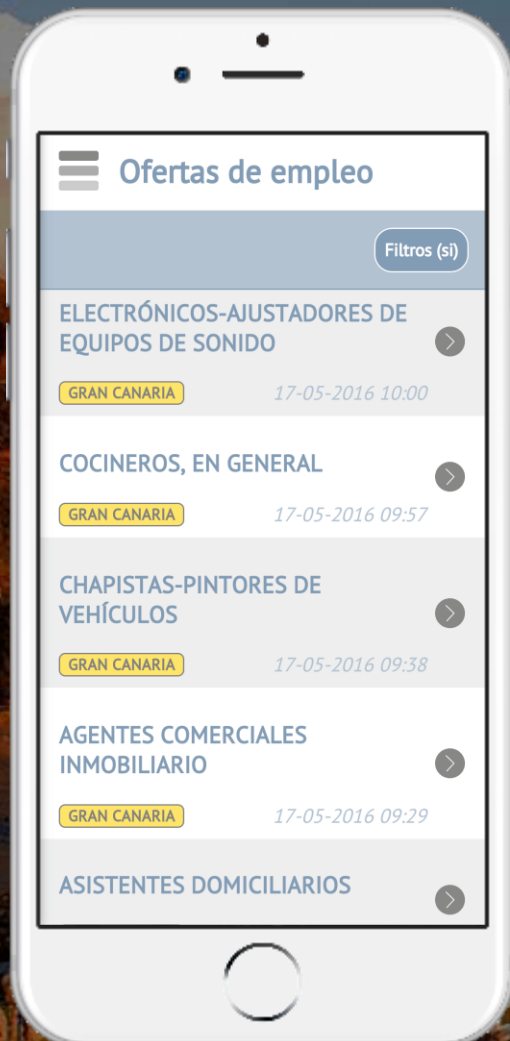 Ofertas de empleo
Filtros (si)
ELECTRÓNICOS-AJUSTADORES DE
EQUIPOS DE SONIDO
GRAN CANARIA 17-05-2016 10:00
COCINEROS, EN GENERAL
GRAN CANARIA 17-05-2016 09:57
CHAPISTAS-PINTORES DE
VEHÍCULOS
GRAN CANARIA 17-05-2016 09:38
AGENTES COMERCIALES
INMOBILIARIO
GRAN CANARIA 17-05-2016 09:29
ASISTENTES DOMICILIARIOS